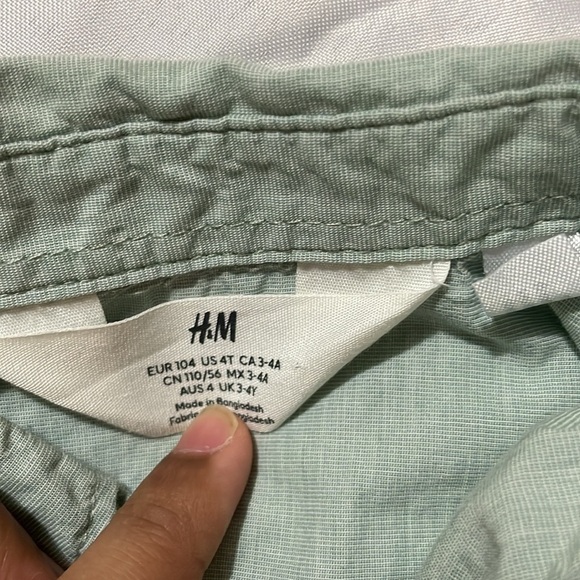 H&M
EUR 104 US 4T CA 3-4A
CN 110/56 MX 3-4A
AUS 4 UK 3-4Y
Made in Bangladesh